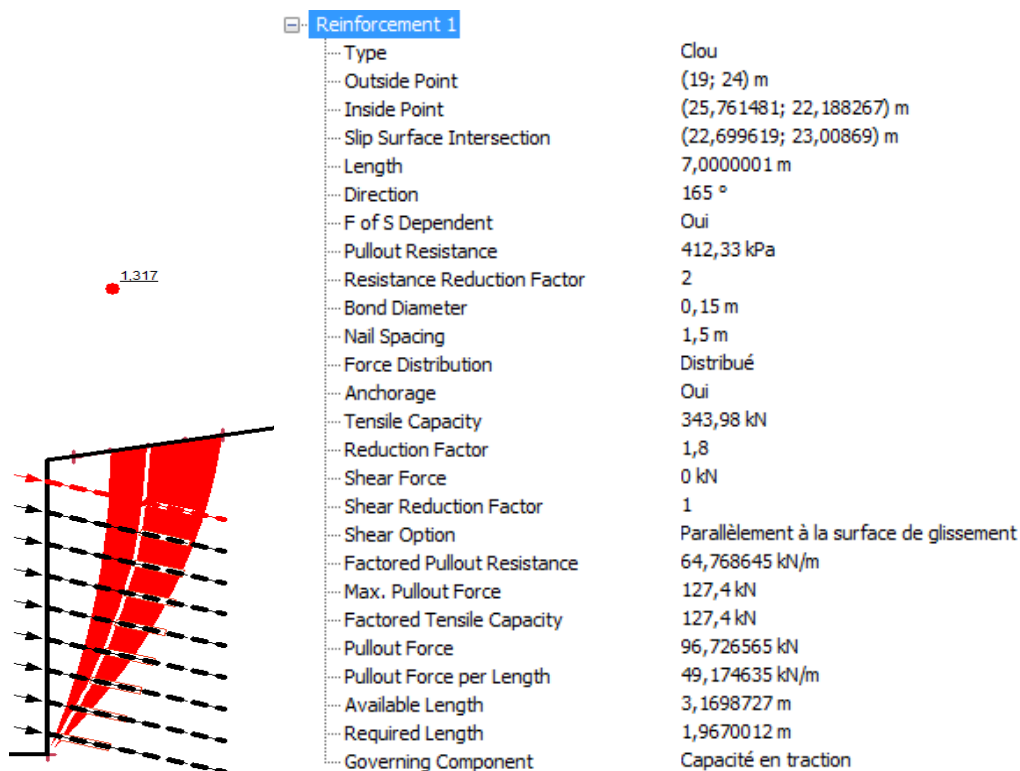 Reinforcement 1
Type Clou
Outside Point (19; 24) m
Inside Point (25,761481; 22,188267) m
Slip Surface Intersection (22,699619; 23,00869) m
Length 7,0000001 m
Direction 165 °
F of S Dependent Oui
Pullout Resistance 412,33 kPa
Resistance Reduction Factor 2
1,317
Bond Diameter 0,15 m
Nail Spacing 1,5 m
Force Distribution Distribué
Anchorage Oui
Tensile Capacity 343,98 kN
Reduction Factor 1,8
Shear Force 0 kN
Shear Reduction Factor 1
Shear Option Parallèlement à la surface de glissement
Factored Pullout Resistance 64,768645 kN/m
Max. Pullout Force 127,4 kN
Factored Tensile Capacity 127,4 kN
Pullout Force 96,726565 kN
Pullout Force per Length 49,174635 kN/m
Available Length 3,1698727 m
Required Length 1,9670012 m
Governing Component Capacité en traction